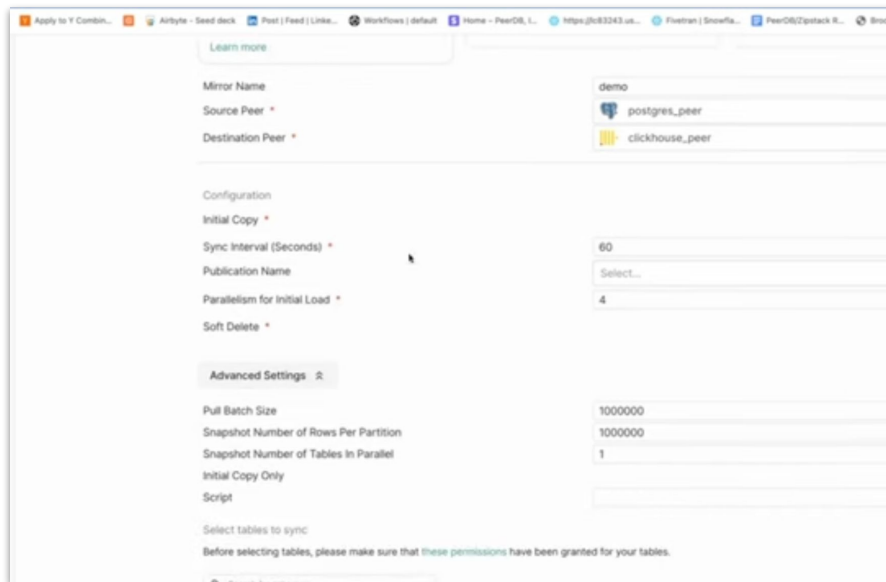 Apply to Y Combin... Airbyte - Seed deck Post | Feed | Linke... Workflows | default Home – PeerDB, I... https://lc83243.us... Fivetran | Snowfla... PeerDB/Zipstack R...
Learn more
Mirror Name demo
Source Peer * postgres_peer
Destination Peer * clickhouse_peer
Configuration
Initial Copy *
Sync Interval (Seconds) * 60
Publication Name Select...
Parallelism for Initial Load * 4
Soft Delete *
Advanced Settings
Pull Batch Size 1000000
Snapshot Number of Rows Per Partition 1000000
Snapshot Number of Tables In Parallel 1
Initial Copy Only
Script
Select tables to sync
Before selecting tables, please make sure that these permissions have been granted for your tables.